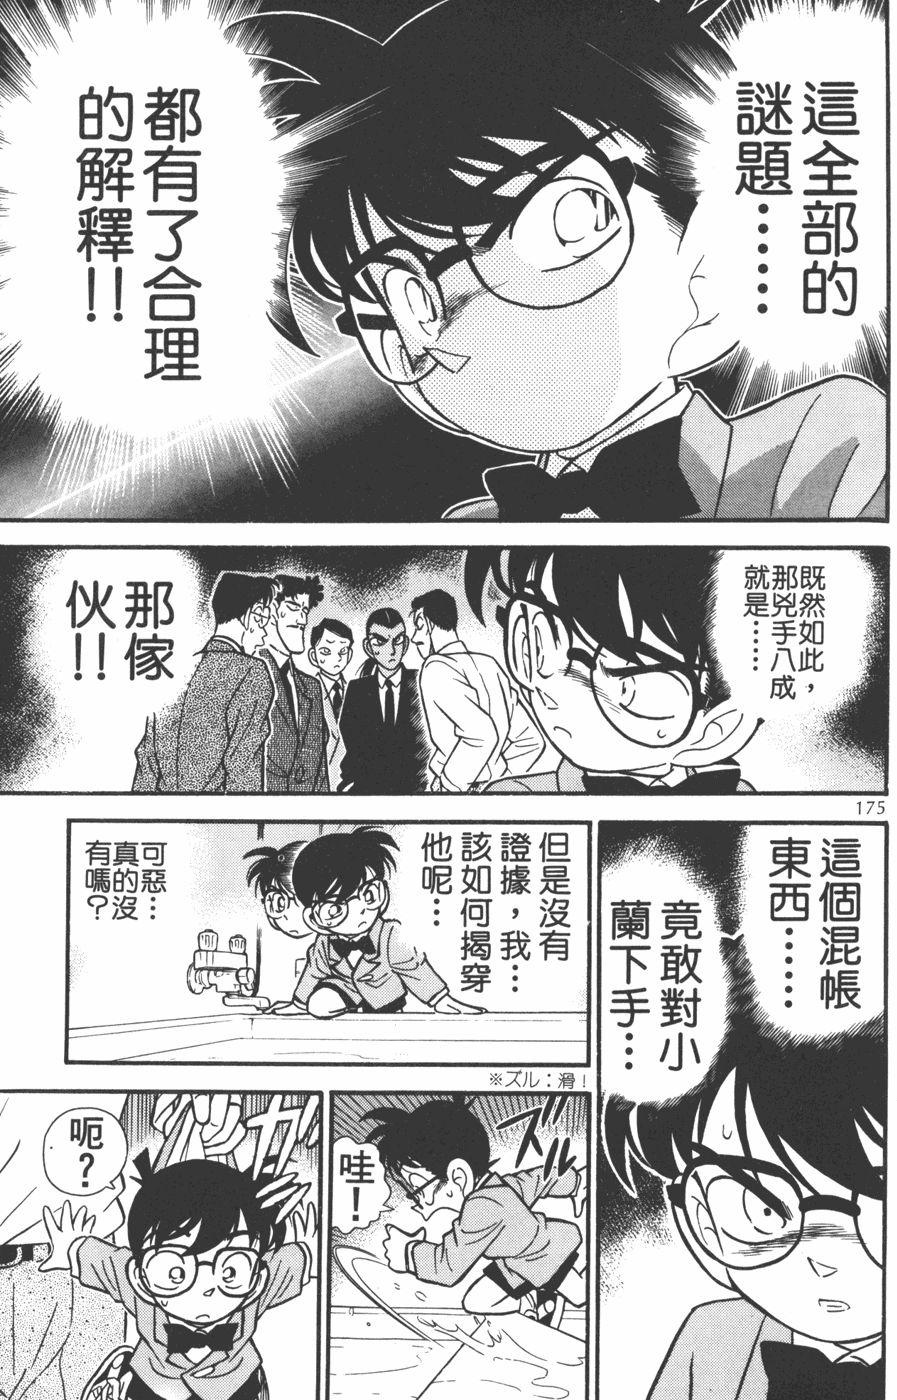 這全部的
謎題……
都有了合理
的解釋!!
既然如此，
那兇手八成
就是……
那傢
伙!!
175
這個混帳
東西……
竟敢對小
蘭下手…
但是沒有
證據，我…
該如何揭穿
他呢…
可惡…
真的沒
有嗎？
※ズル：滑！
ズル
哇！
呃？